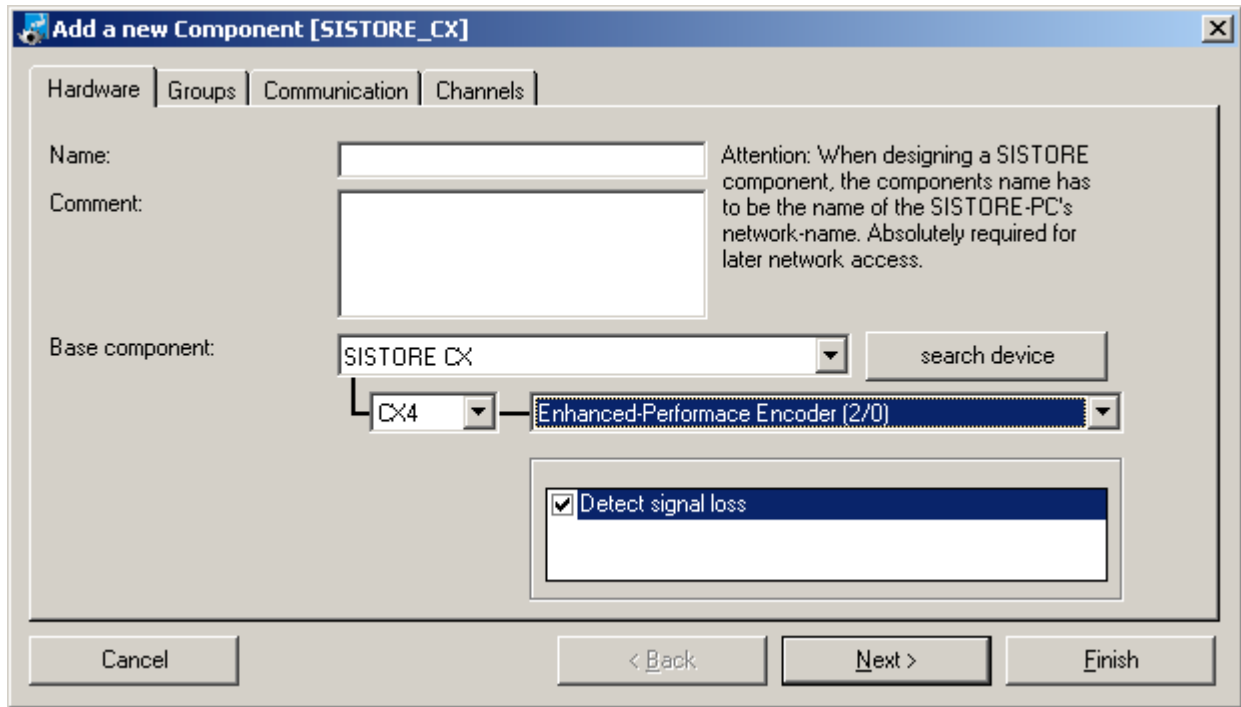 Add a new Component [SISTORE_CX]
Hardware
Groups
Communication
Channels
Name:
Attention: When designing a SISTORE
component, the components name has
to be the name of the SISTORE-PC's
network-name. Absolutely required for
later network access.
Comment:
Base component:
SISTORE CX
search device
CX4
Enhanced-Performace Encoder (2/0)
Detect signal loss
Cancel
< Back
Next >
Finish